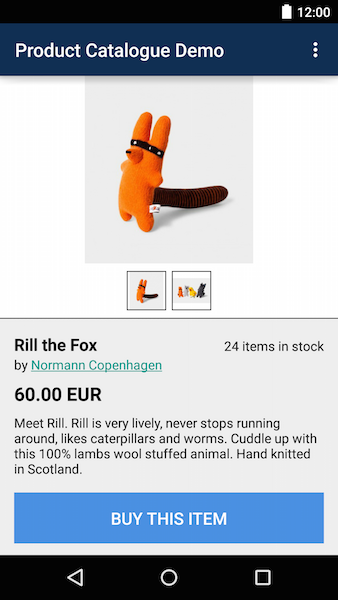 12:00
Product Catalogue Demo
Rill the Fox
24 items in stock
by Normann Copenhagen
60.00 EUR
Meet Rill. Rill is very lively, never stops running
around, likes caterpillars and worms. Cuddle up with
this 100% lambs wool stuffed animal. Hand knitted
in Scotland.
BUY THIS ITEM